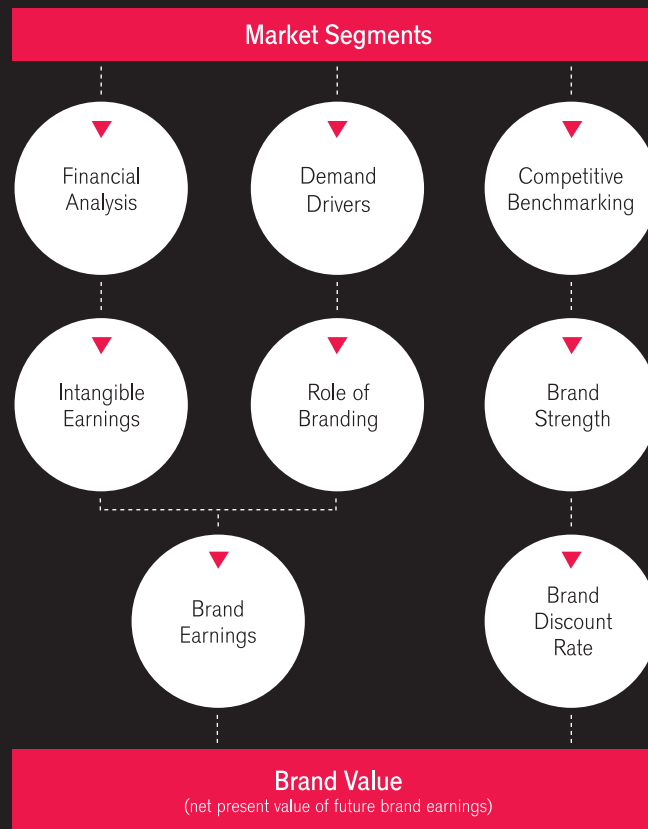 Market Segments
Financial
Analysis
Demand
Drivers
Competitive
Benchmarking
Intangible
Earnings
Role of
Branding
Brand
Strength
Brand
Earnings
Brand
Discount
Rate
Brand Value
(net present value of future brand earnings)